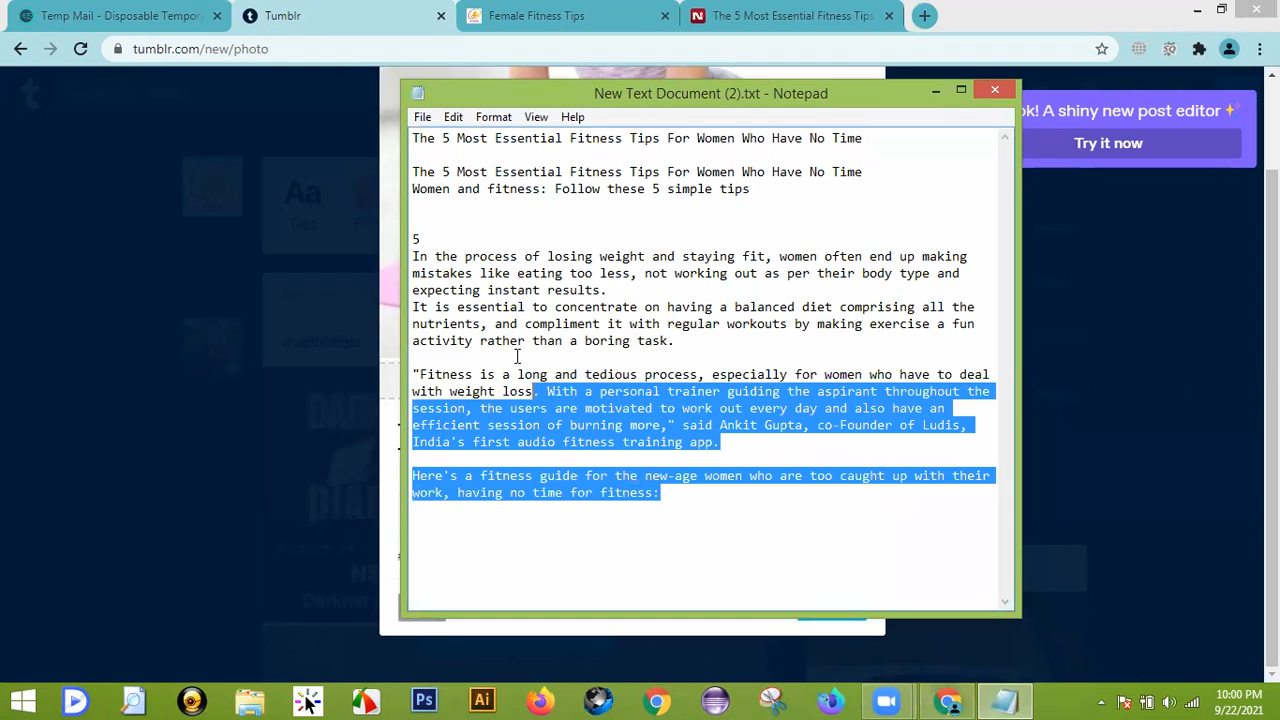 Temp Mail - Disposable Tempora
Tumblr
Female Fitness Tips
The 5 Most Essential Fitness Tips
tumblr.com/new/photo
New Text Document (2).txt - Notepad
ok! A shiny new post editor
Try it now
File Edit Format View Help
The 5 Most Essential Fitness Tips For Women Who Have No Time
The 5 Most Essential Fitness Tips For Women Who Have No Time
Women and fitness: Follow these 5 simple tips
5
In the process of losing weight and staying fit, women often end up making
mistakes like eating too less, not working out as per their body type and
expecting instant results.
It is essential to concentrate on having a balanced diet comprising all the
nutrients, and compliment it with regular workouts by making exercise a fun
activity rather than a boring task.
"Fitness is a long and tedious process, especially for women who have to deal
with weight loss. With a personal trainer guiding the aspirant throughout the
session, the users are motivated to work out every day and also have an
efficient session of burning more," said Ankit Gupta, co-Founder of Ludis,
India's first audio fitness training app.
Here's a fitness guide for the new-age women who are too caught up with their
work, having no time for fitness:
Aa
Text
Ps
Ai
10:00 PM
9/22/2021